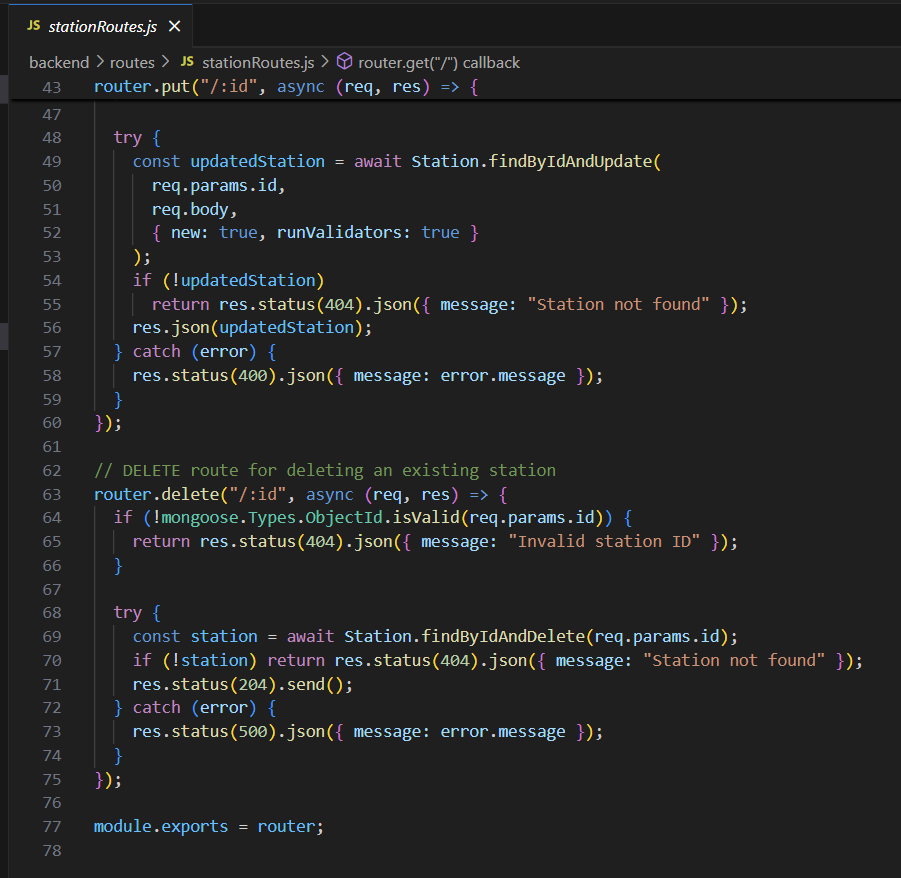 JS stationRoutes.js ×
backend > routes > JS stationRoutes.js > router.get("/") callback
43 router.put("/:id", async (req, res) => {
47
48   try {
49     const updatedStation = await Station.findByIdAndUpdate(
50       req.params.id,
51       req.body,
52       { new: true, runValidators: true }
53     );
54     if (!updatedStation)
55       return res.status(404).json({ message: "Station not found" });
56     res.json(updatedStation);
57   } catch (error) {
58     res.status(400).json({ message: error.message });
59   }
60 });
61
62 // DELETE route for deleting an existing station
63 router.delete("/:id", async (req, res) => {
64   if (!mongoose.Types.ObjectId.isValid(req.params.id)) {
65     return res.status(404).json({ message: "Invalid station ID" });
66   }
67
68   try {
69     const station = await Station.findByIdAndDelete(req.params.id);
70     if (!station) return res.status(404).json({ message: "Station not found" });
71     res.status(204).send();
72   } catch (error) {
73     res.status(500).json({ message: error.message });
74   }
75 });
76
77 module.exports = router;
78